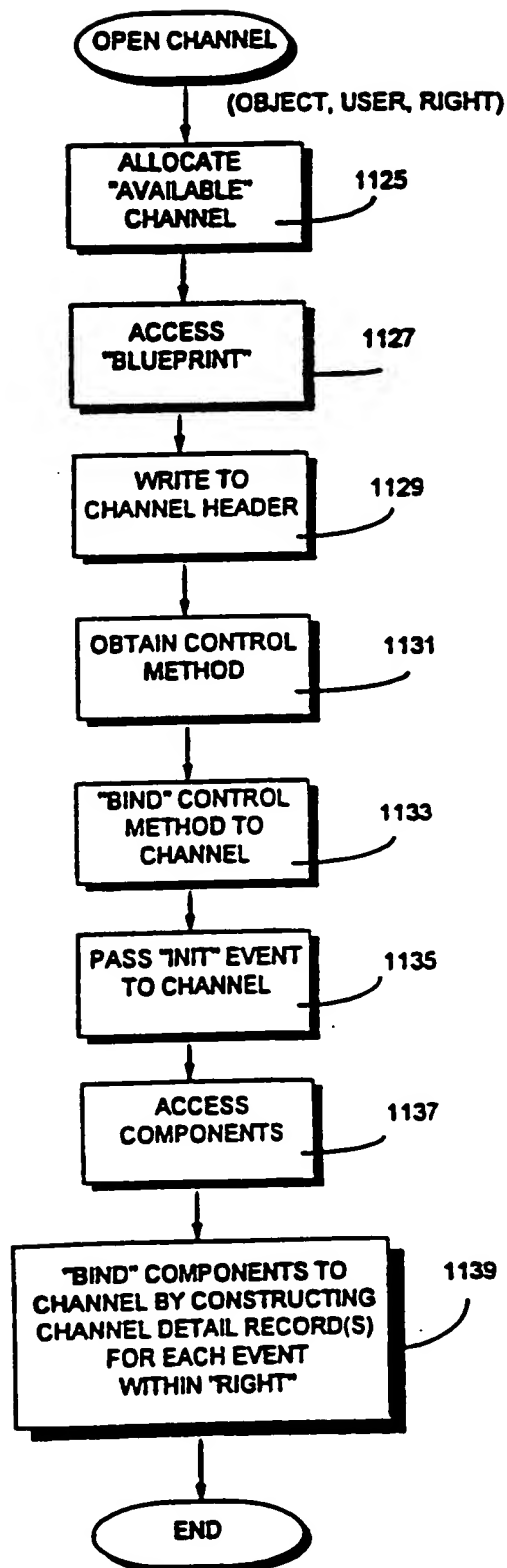 OPEN CHANNEL
(OBJECT, USER, RIGHT)
ALLOCATE
"AVAILABLE"
CHANNEL
1125
ACCESS
"BLUEPRINT"
1127
WRITE TO
CHANNEL HEADER
1129
OBTAIN CONTROL
METHOD
1131
"BIND" CONTROL
METHOD TO
CHANNEL
1133
PASS "INIT" EVENT
TO CHANNEL
1135
ACCESS
COMPONENTS
1137
"BIND" COMPONENTS TO
CHANNEL BY CONSTRUCTING
CHANNEL DETAIL RECORD(S)
FOR EACH EVENT
WITHIN "RIGHT"
1139
END